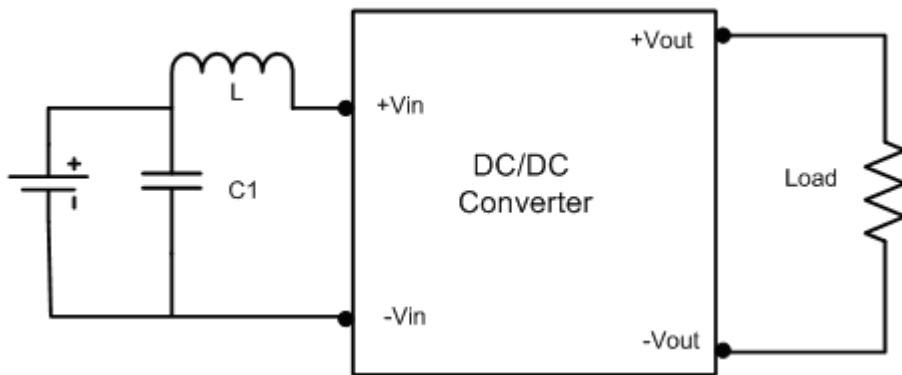 +Vout
L
+Vin
DC/DC
Converter
C1
Load
-Vin
-Vout
+
-